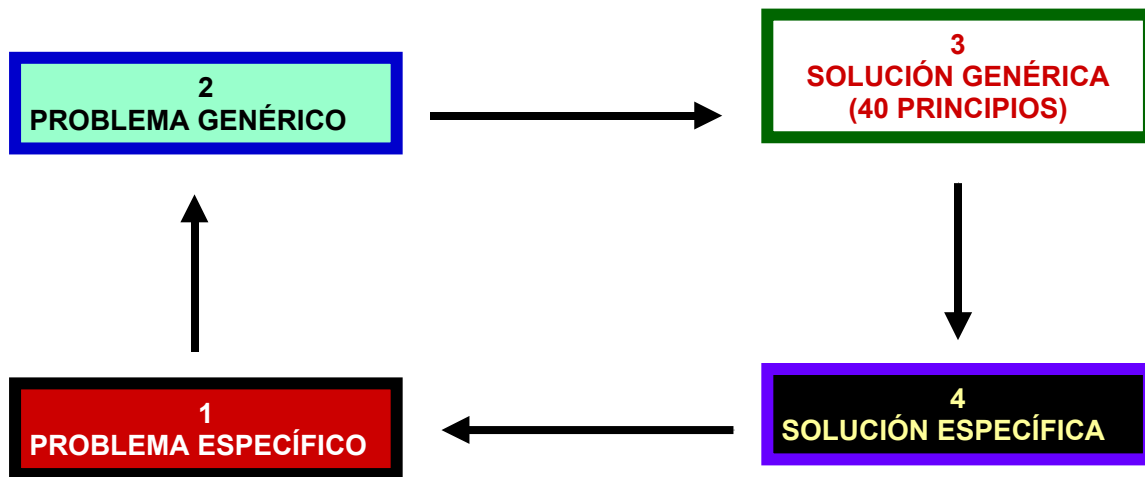 2
PROBLEMA GENÉRICO
3
SOLUCIÓN GENÉRICA
(40 PRINCIPIOS)
1
PROBLEMA ESPECÍFICO
4
SOLUCIÓN ESPECÍFICA